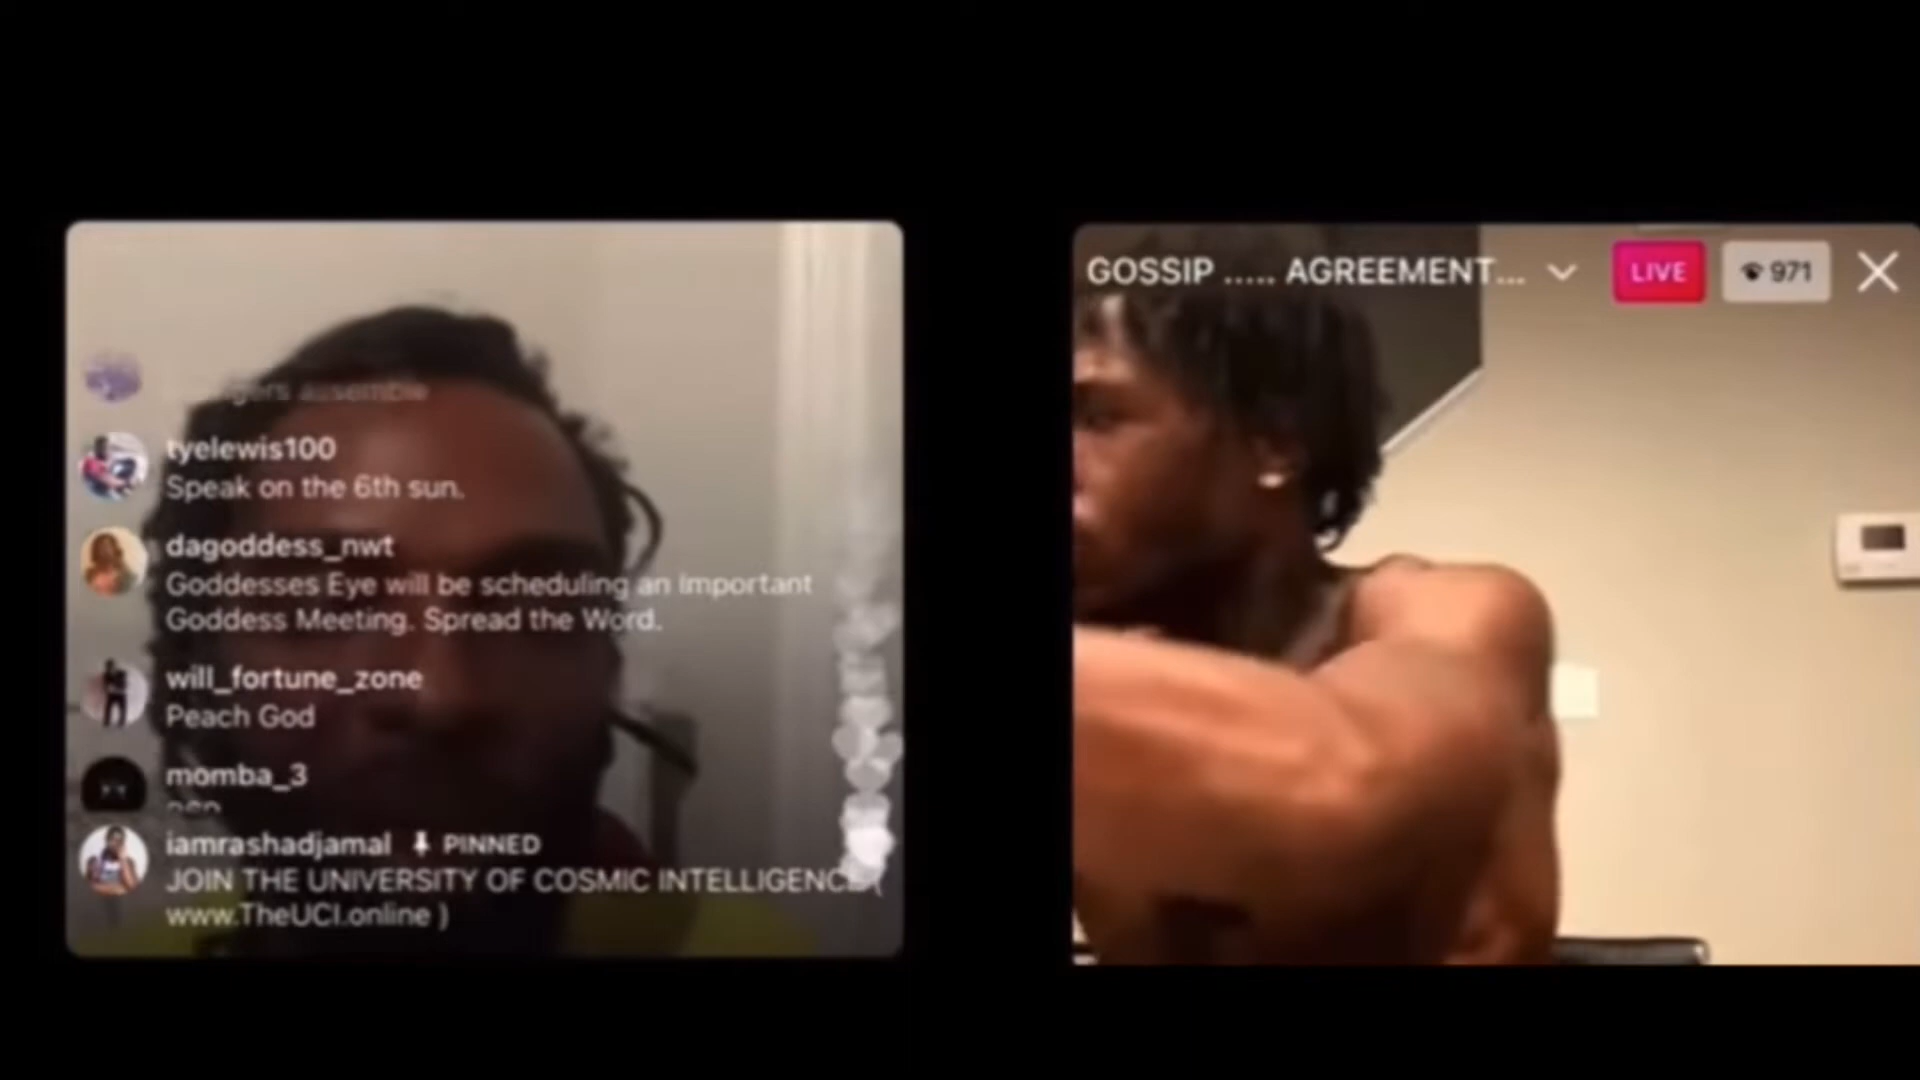 assemble
tyelewis100
Speak on the 6th sun.
dagoddess_nwt
Goddesses Eye will be scheduling an Important
Goddess Meeting. Spread the Word.
will_fortune_zone
Peach God
momba_3
iamrashadjamal PINNED
JOIN THE UNIVERSITY OF COSMIC INTELLIGENCE (
www.TheUCI.online )
GOSSIP ..... AGREEMENT... LIVE 971